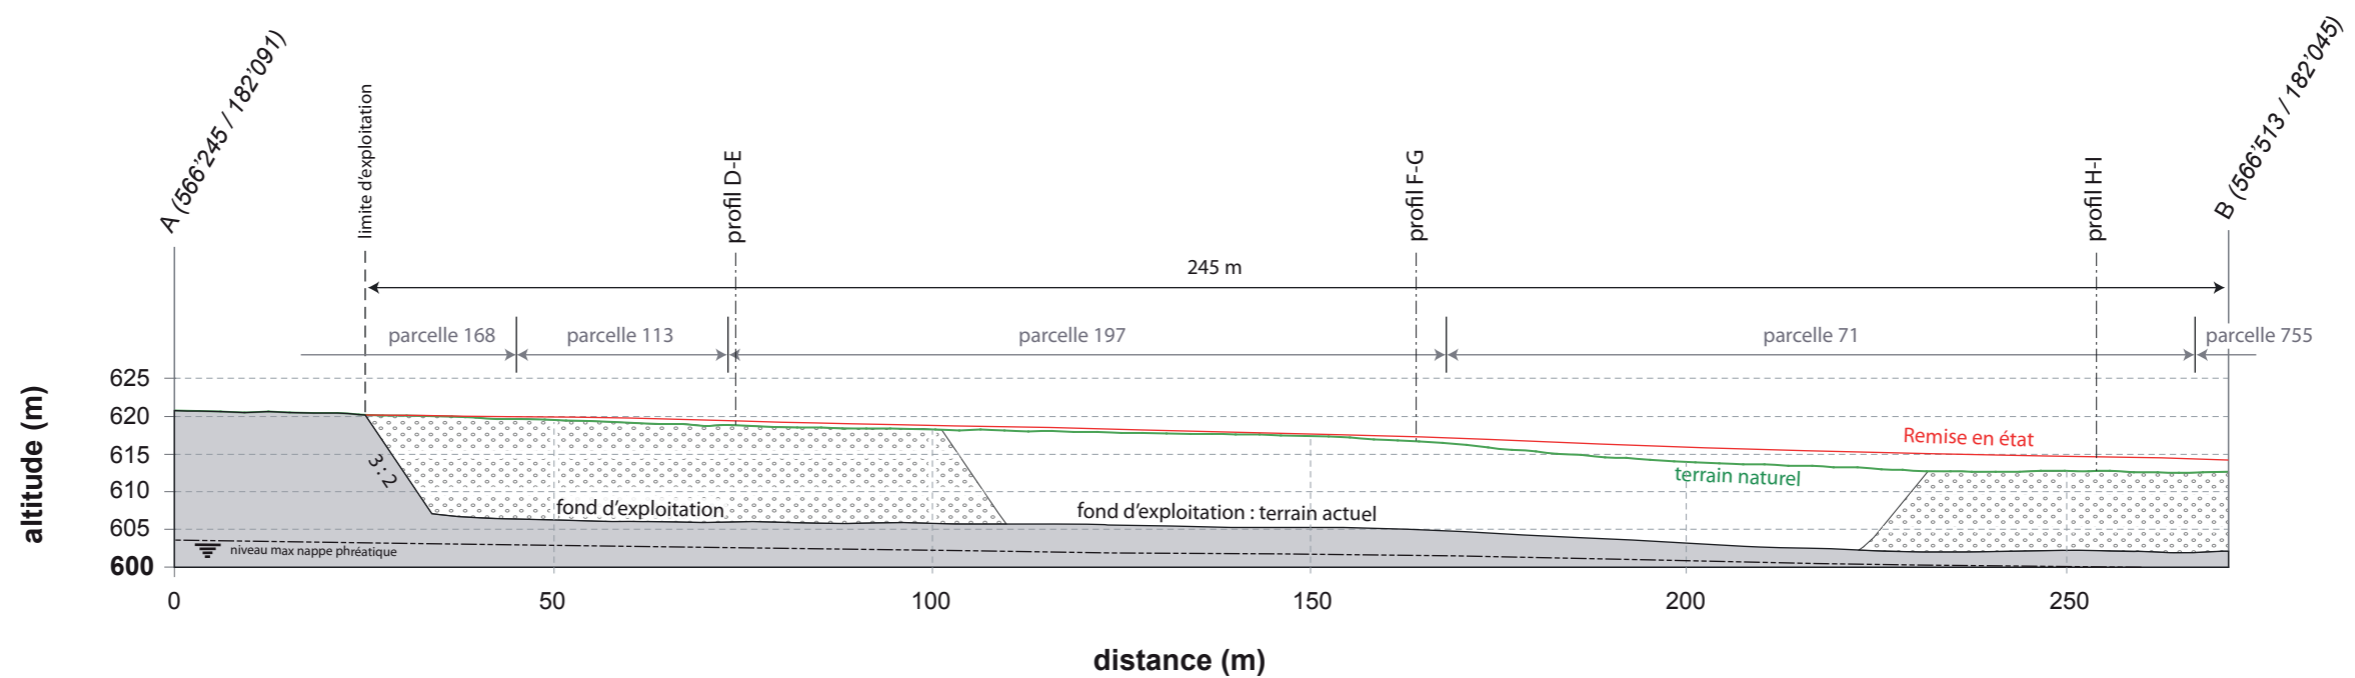 A (566'245 / 182'091)
limite d'exploitation
profil D-E
profil F-G
profil H-I
B (566'513 / 182'045)
245 m
parcelle 168
parcelle 113
parcelle 197
parcelle 71
parcelle 755
altitude (m)
625
620
615
610
605
600
3 : 2
Remise en état
terrain naturel
fond d'exploitation
fond d'exploitation : terrain actuel
niveau max nappe phréatique
0
50
100
150
200
250
distance (m)